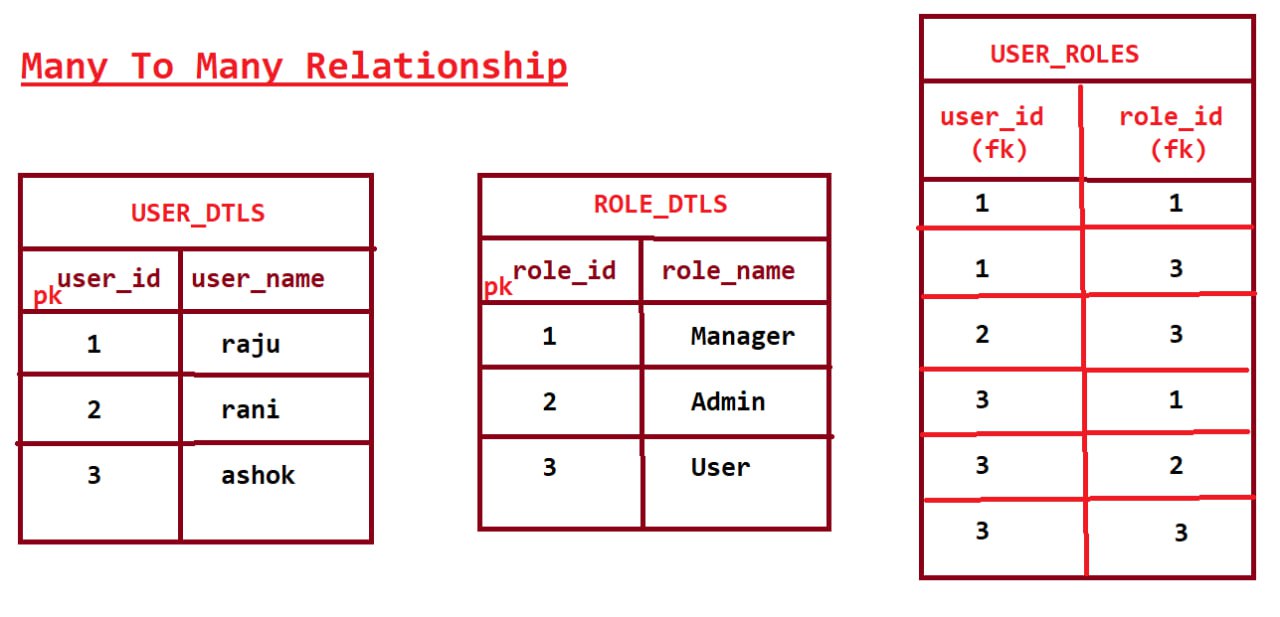 Many To Many Relationship
USER_DTLS
pk user_id user_name
1 raju
2 rani
3 ashok
ROLE_DTLS
pk role_id role_name
1 Manager
2 Admin
3 User
USER_ROLES
user_id role_id
(fk) (fk)
1 1
1 3
2 3
3 1
3 2
3 3